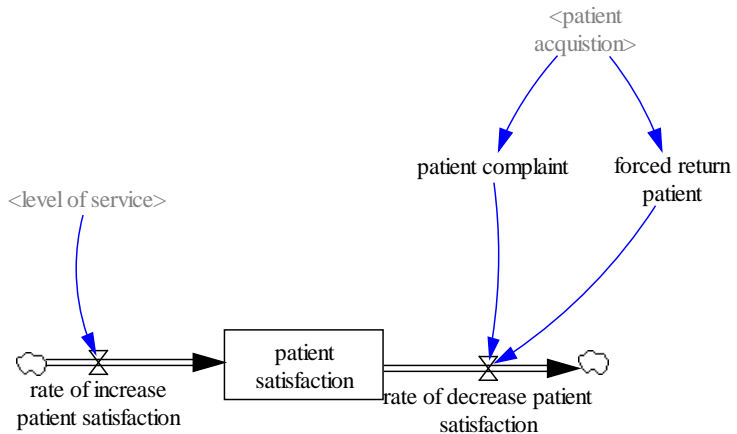 <patient
acquistion>
patient complaint
forced return
patient
<level of service>
patient
satisfaction
rate of increase
patient satisfaction
rate of decrease patient
satisfaction